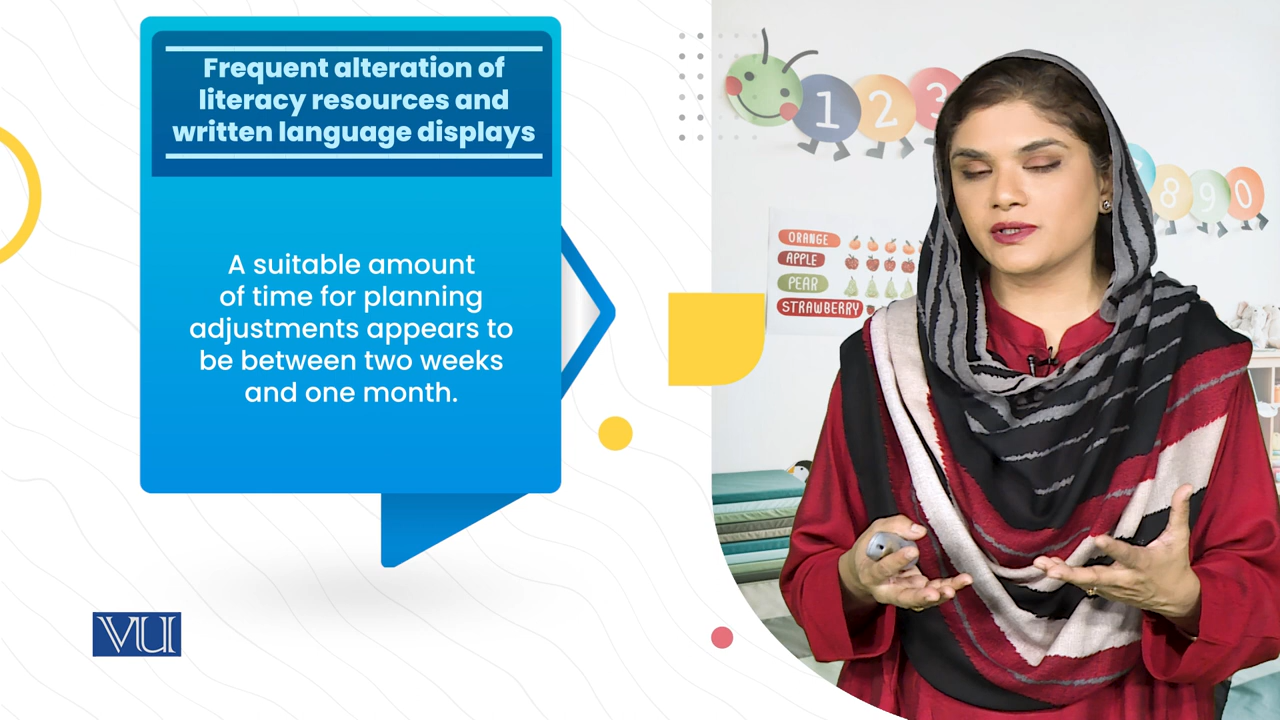 Frequent alteration of
literacy resources and
written language displays
A suitable amount
of time for planning
adjustments appears to
be between two weeks
and one month.
VU
1 2 3
8 9 0
ORANGE
APPLE
PEAR
STRAWBERRY